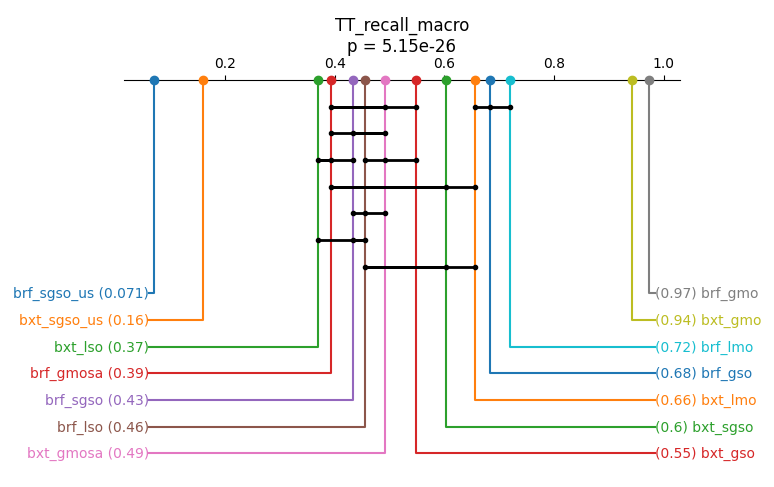 TT_recall_macro
p = 5.15e-26
0.2 0.4 0.6 0.8 1.0
brf_sgso_us (0.071) (0.97) brf_gmo
bxt_sgso_us (0.16) (0.94) bxt_gmo
bxt_lso (0.37) (0.72) brf_lmo
brf_gmosa (0.39) (0.68) brf_gso
brf_sgso (0.43) (0.66) bxt_lmo
brf_lso (0.46) (0.6) bxt_sgso
bxt_gmosa (0.49) (0.55) bxt_gso